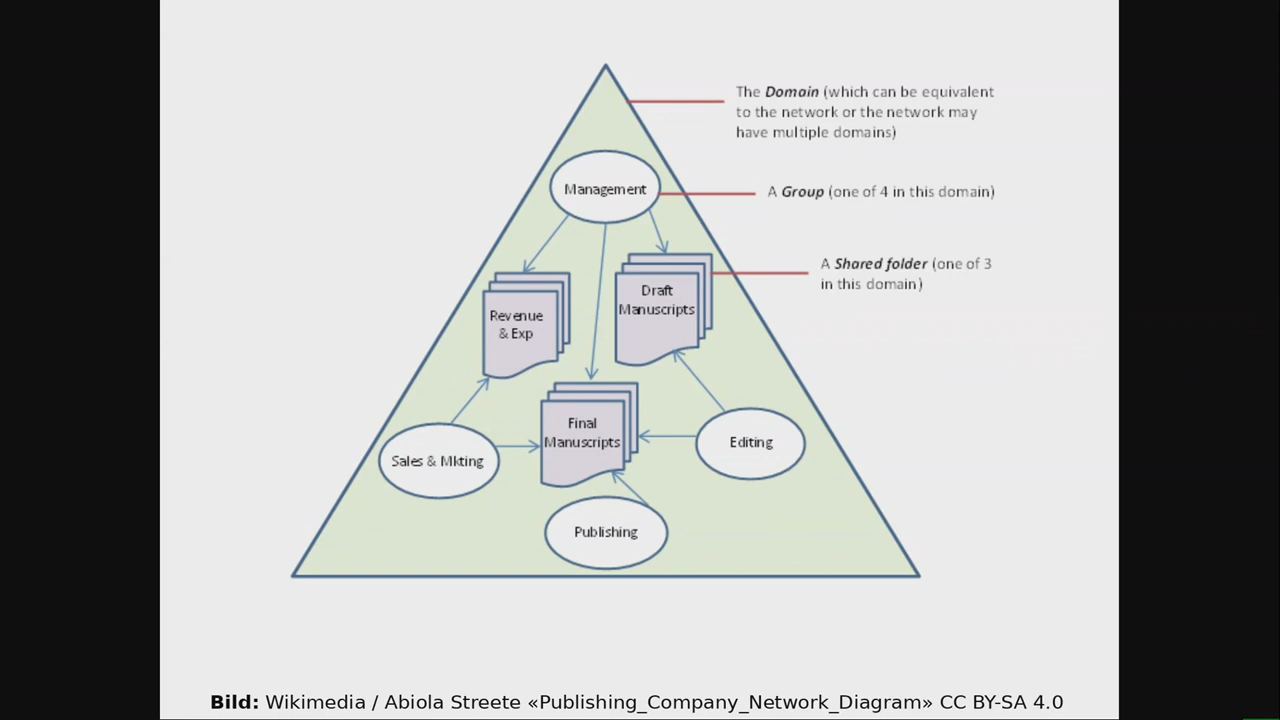 The Domain (which can be equivalent
to the network or the network may
have multiple domains)
Management
A Group (one of 4 in this domain)
A Shared folder (one of 3
in this domain)
Draft
Manuscripts
Revenue
& Exp
Final
Manuscripts
Editing
Sales & Mkting
Publishing
Bild: Wikimedia / Abiola Streete «Publishing_Company_Network_Diagram» CC BY-SA 4.0